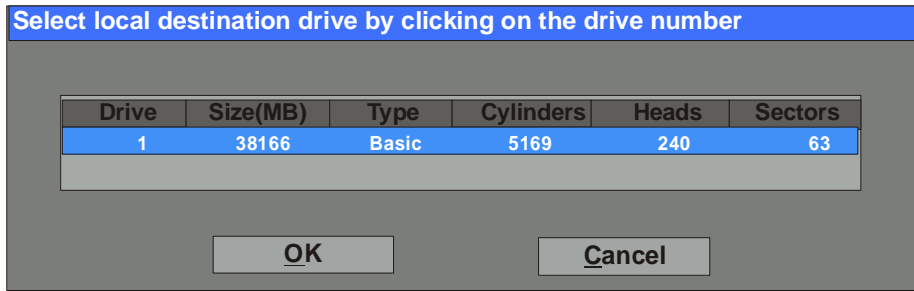 Select local destination drive by clicking on the drive number
Drive Size(MB) Type Cylinders Heads Sectors
1 38166 Basic 5169 240 63
OK Cancel